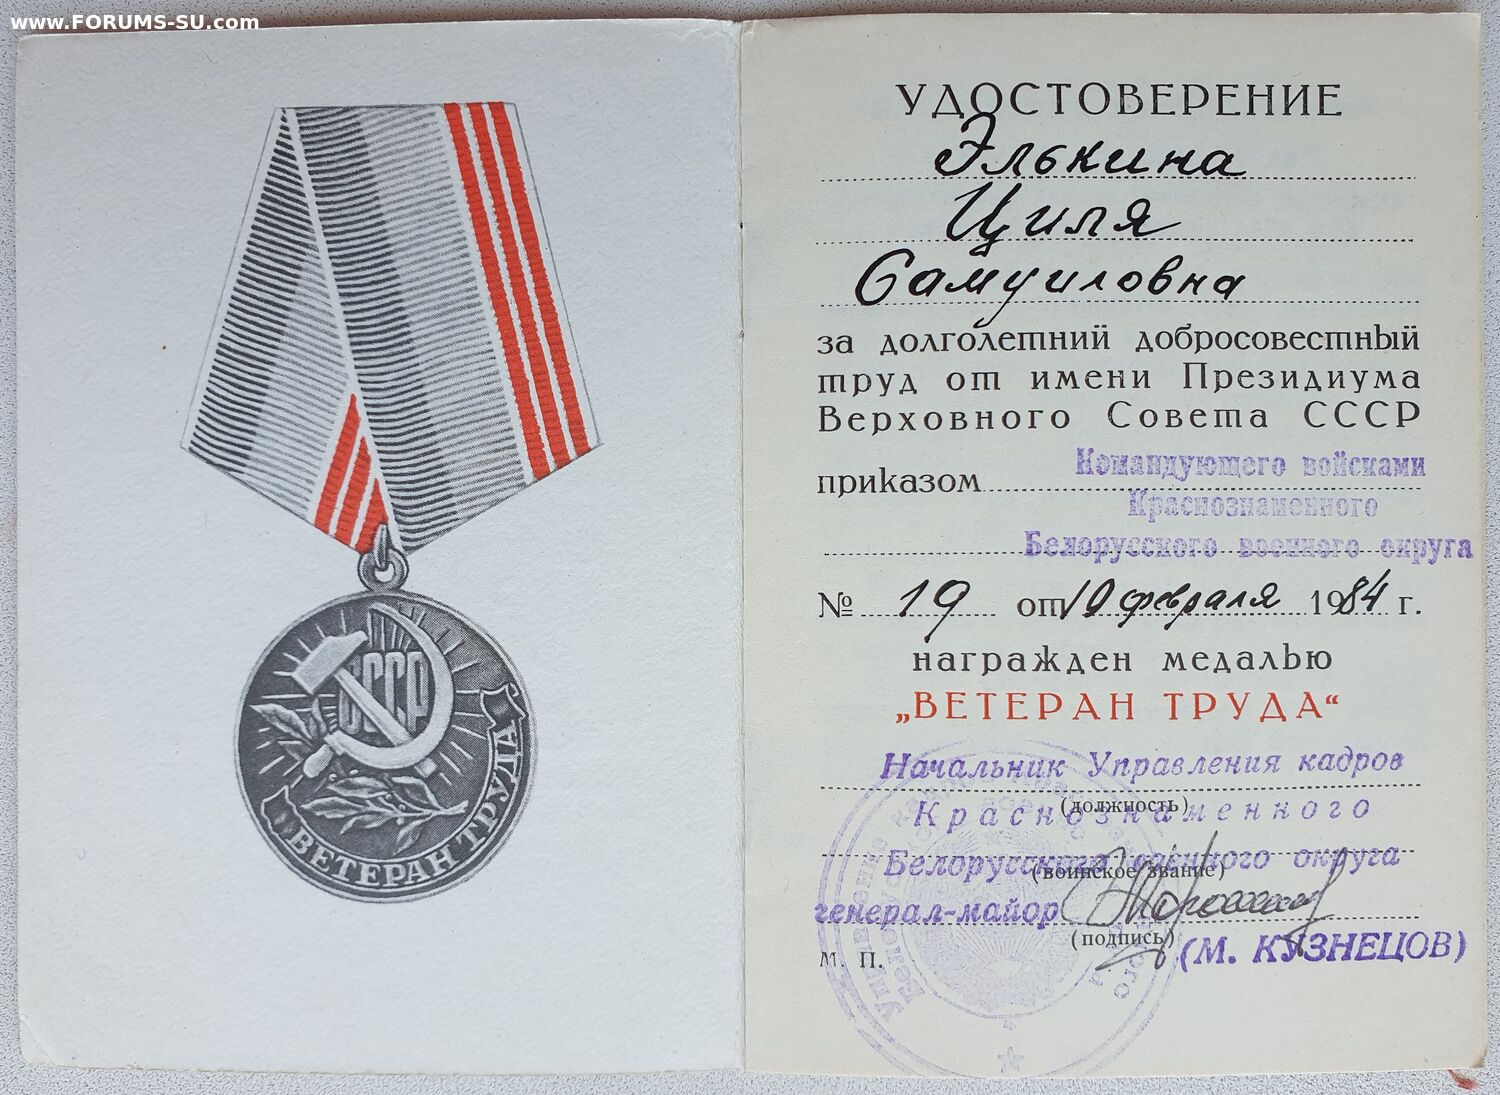 www.FORUMS-SU.com
СССР
ВЕТЕРАН ТРУДА
УДОСТОВЕРЕНИЕ
Элькина
Циля
Самуиловна
за долголетний добросовестный
труд от имени Президиума
Верховного Совета СССР
приказом Командующего войсками
Краснознаменного
Белорусского военного округа
№ 19 от 10 февраля 1984 г.
награжден медалью
„ВЕТЕРАН ТРУДА“
Начальник Управления кадров
(должность)
Краснознаменного
Белорусского военного округа
(воинское звание)
генерал-майор
(подпись)
М. П. (М. КУЗНЕЦОВ)